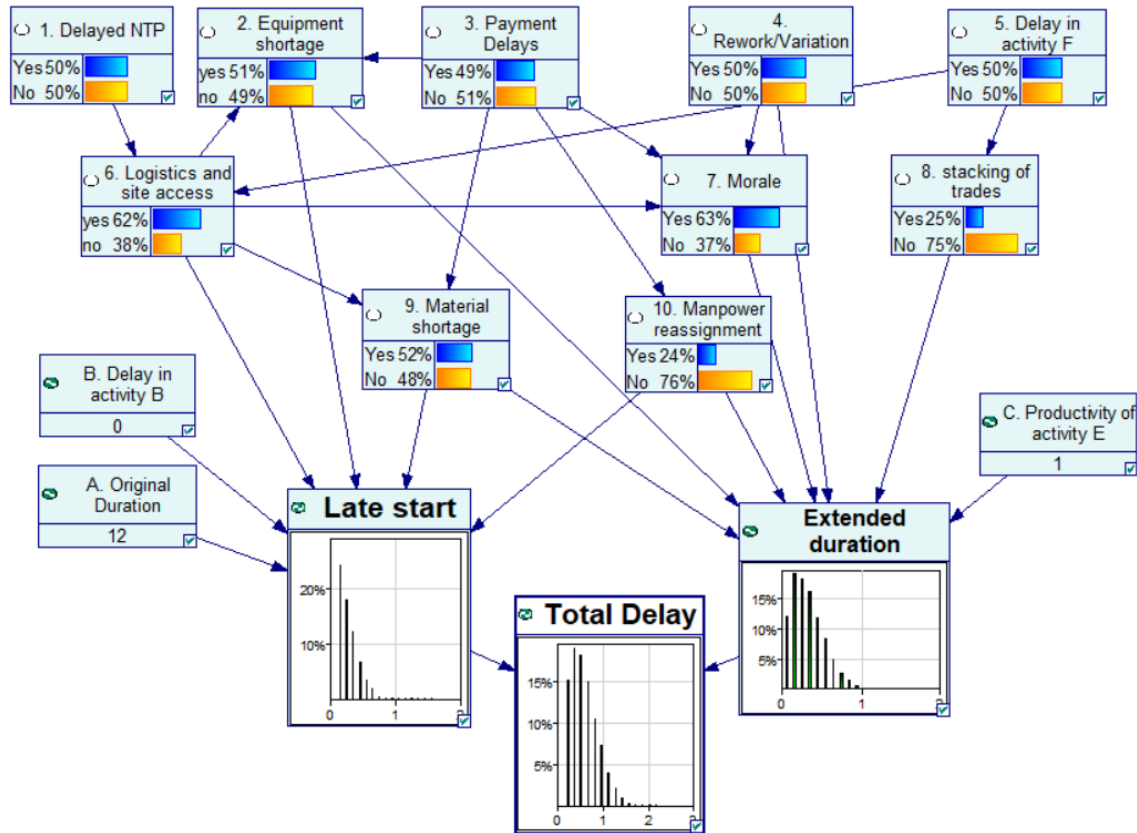 1. Delayed NTP
Yes 50%
No 50%
2. Equipment
shortage
yes 51%
no 49%
3. Payment
Delays
Yes 49%
No 51%
4.
Rework/Variation
Yes 50%
No 50%
5. Delay in
activity F
Yes 50%
No 50%
6. Logistics and
site access
yes 62%
no 38%
7. Morale
Yes 63%
No 37%
8. stacking of
trades
Yes 25%
No 75%
9. Material
shortage
Yes 52%
No 48%
10. Manpower
reassignment
Yes 24%
No 76%
B. Delay in
activity B
0
A. Original
Duration
12
C. Productivity of
activity E
1
Late start
20%
10%
0 1 2
Extended
duration
15%
10%
5%
0 1 2
Total Delay
15%
10%
5%
0 1 2 3